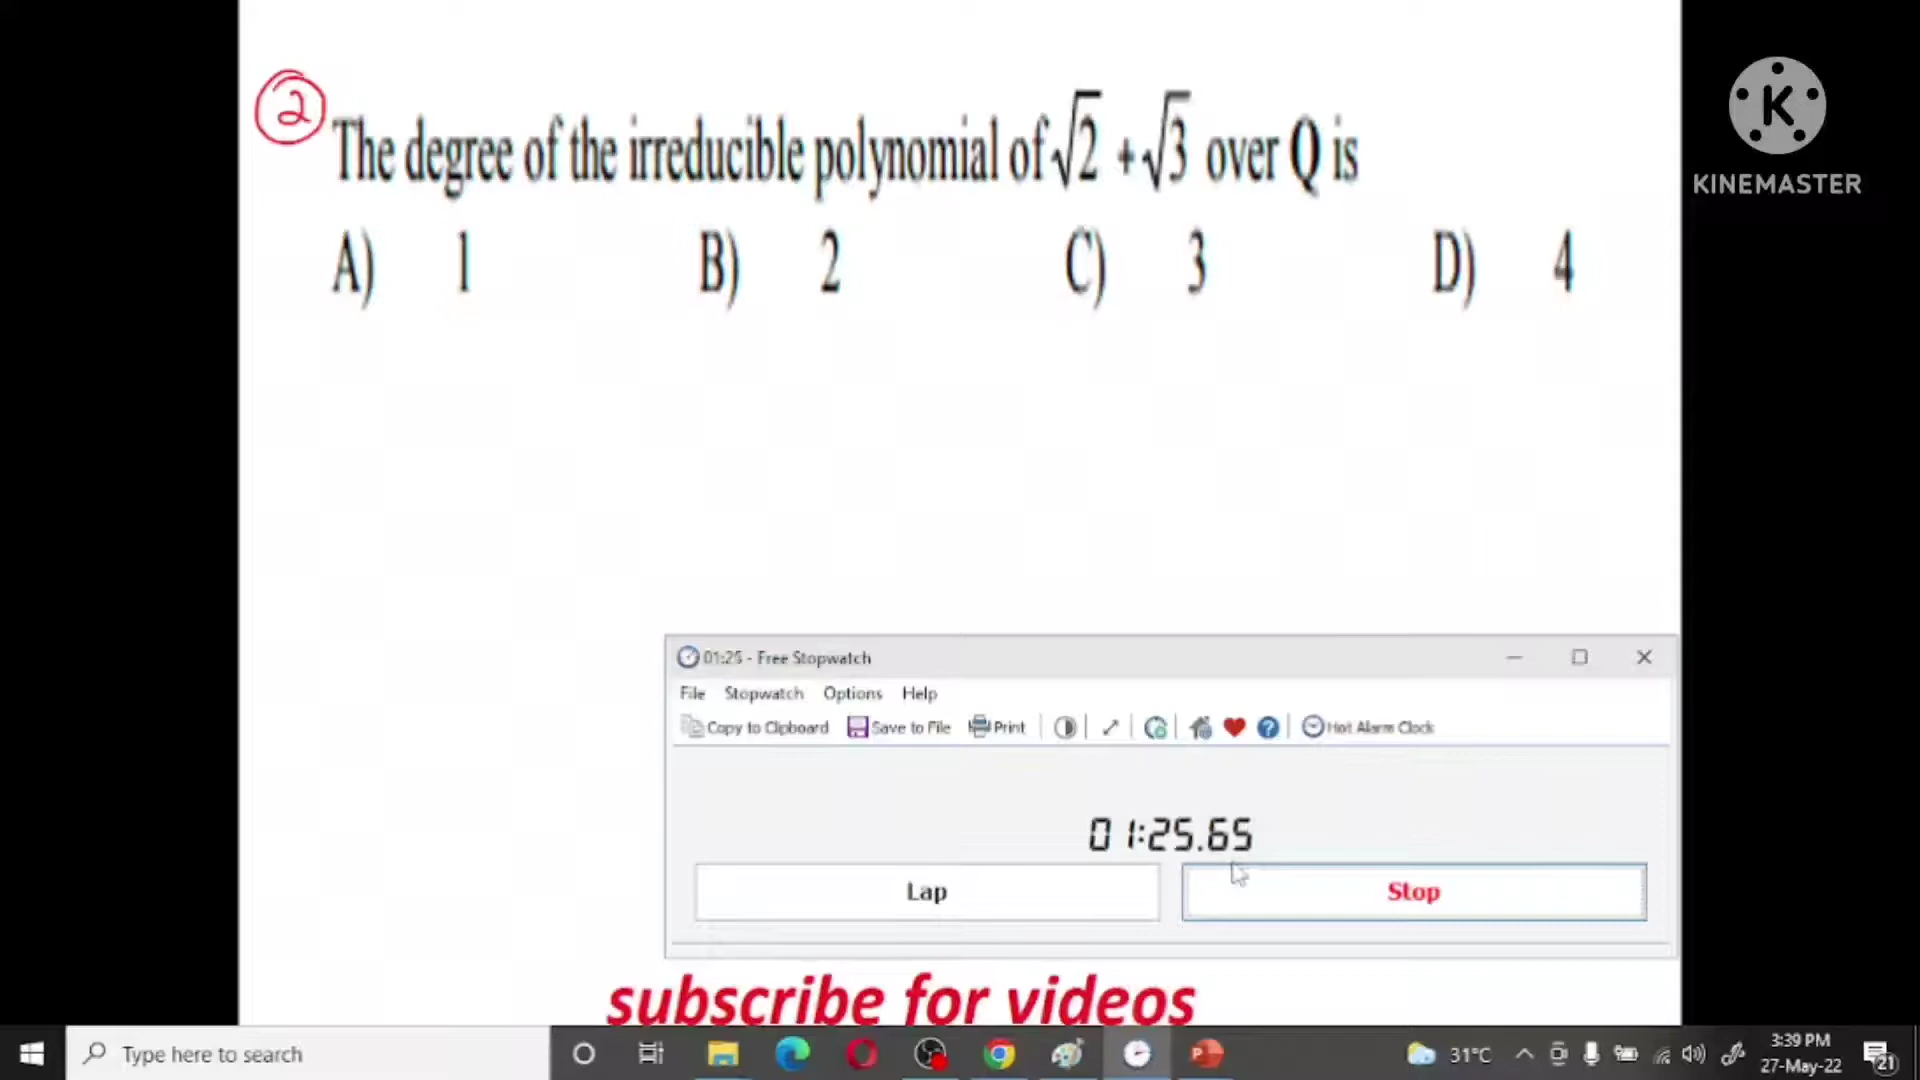 2
The degree of the irreducible polynomial of √2 + √3 over Q is
A) 1 B) 2 C) 3 D) 4
K
KINEMASTER
01:25 - Free Stopwatch
File Stopwatch Options Help
Copy to Clipboard Save to File Print Hot Alarm Clock
01:25.65
Lap Stop
subscribe for videos
Type here to search
31°C
3:39 PM
27-May-22
21